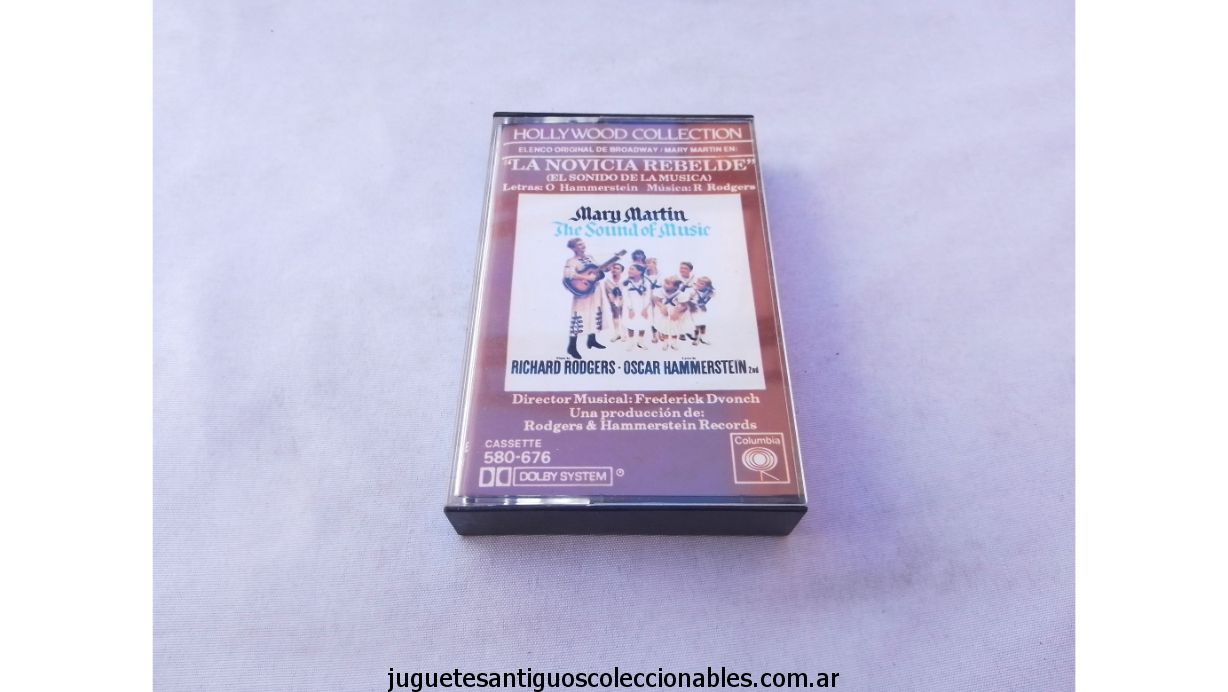 HOLLYWOOD COLLECTION
ELENCO ORIGINAL DE BROADWAY / MARY MARTIN EN:
"LA NOVICIA REBELDE"
(EL SONIDO DE LA MUSICA)
Letras: O Hammerstein Música: R Rodgers
Mary Martin
The Sound of Music
RICHARD RODGERS · OSCAR HAMMERSTEIN 2nd
Director Musical: Frederick Dvonch
Una producción de:
Rodgers & Hammerstein Records
CASSETTE
580-676
DOLBY SYSTEM
Columbia
juguetesantiguoscoleccionables.com.ar